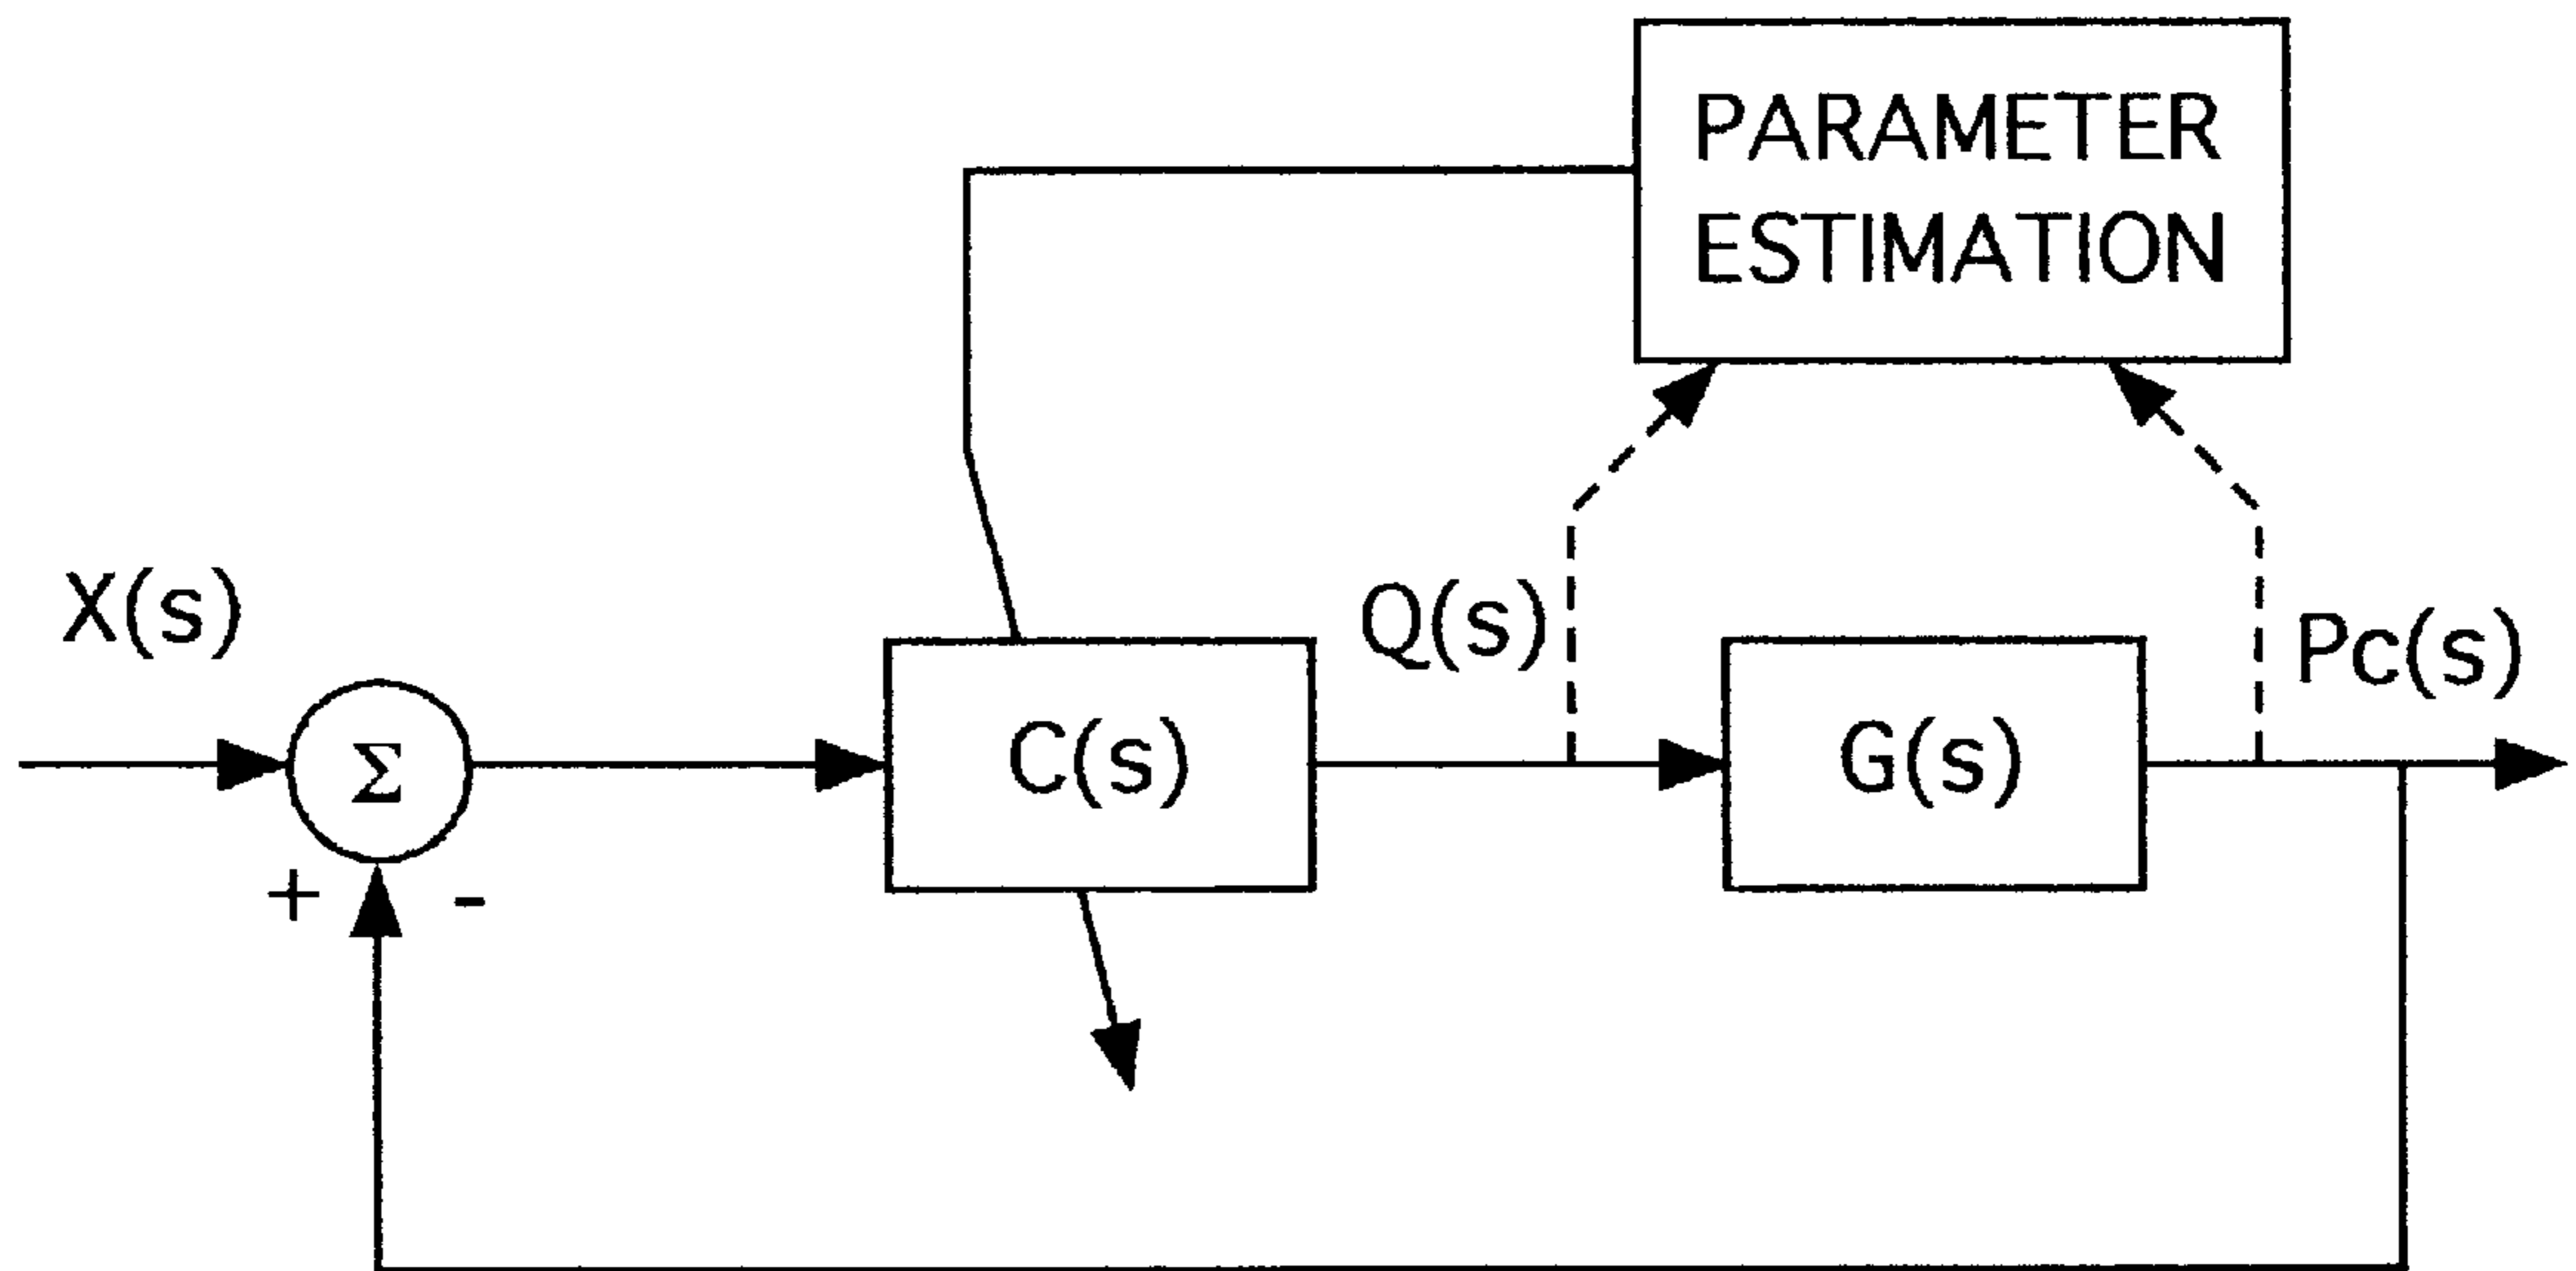 PARAMETER
ESTIMATION
X(s)
Q(s)
Pc(s)
Σ
C(s)
G(s)
+ -